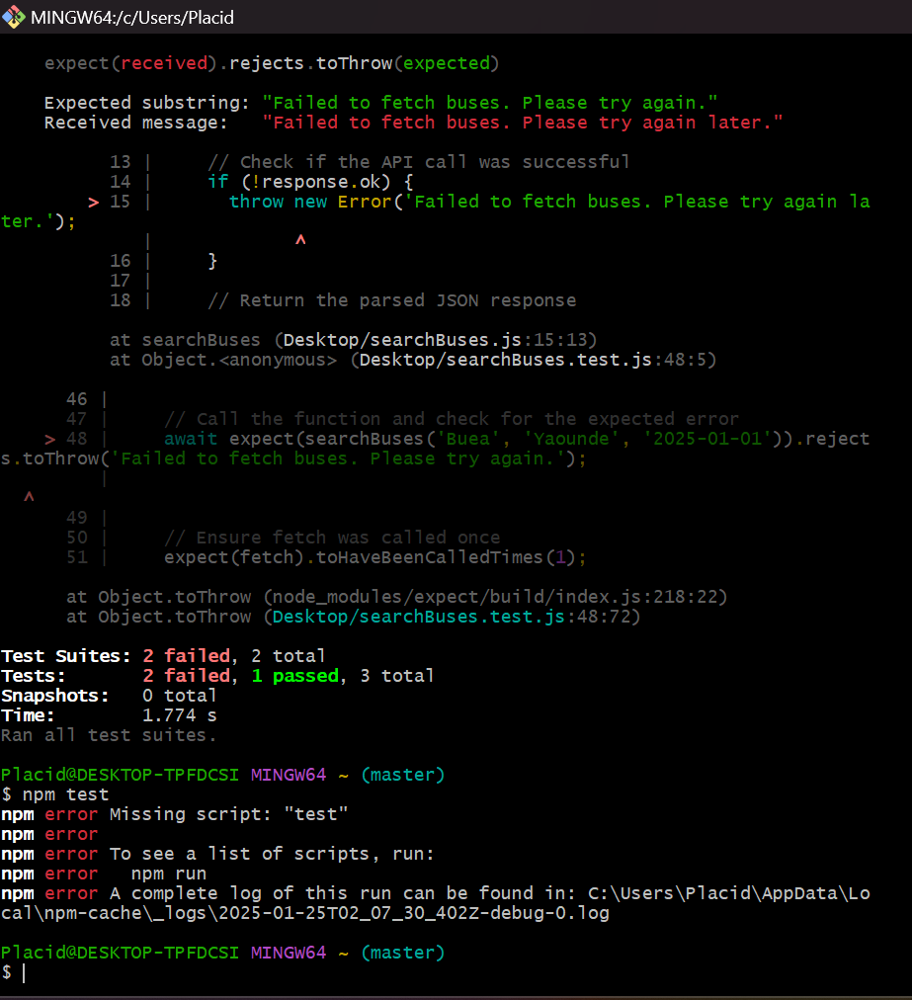 MINGW64:/c/Users/Placid
expect(received).rejects.toThrow(expected)
Expected substring: "Failed to fetch buses. Please try again."
Received message:   "Failed to fetch buses. Please try again later."
13 |     // Check if the API call was successful
14 |     if (!response.ok) {
> 15 |       throw new Error('Failed to fetch buses. Please try again la
ter.');
|             ^
16 |     }
17 |
18 |     // Return the parsed JSON response
at searchBuses (Desktop/searchBuses.js:15:13)
at Object.<anonymous> (Desktop/searchBuses.test.js:48:5)
46 |
47 |     // Call the function and check for the expected error
> 48 |     await expect(searchBuses('Buea', 'Yaounde', '2025-01-01')).reject
s.toThrow('Failed to fetch buses. Please try again.');
|
^
49 |
50 |     // Ensure fetch was called once
51 |     expect(fetch).toHaveBeenCalledTimes(1);
at Object.toThrow (node_modules/expect/build/index.js:218:22)
at Object.toThrow (Desktop/searchBuses.test.js:48:72)
Test Suites: 2 failed, 2 total
Tests:       2 failed, 1 passed, 3 total
Snapshots:   0 total
Time:        1.774 s
Ran all test suites.
Placid@DESKTOP-TPFDCSI MINGW64 ~ (master)
$ npm test
npm error Missing script: "test"
npm error
npm error To see a list of scripts, run:
npm error   npm run
npm error A complete log of this run can be found in: C:\Users\Placid\AppData\Lo
cal\npm-cache\_logs\2025-01-25T02_07_30_402Z-debug-0.log
Placid@DESKTOP-TPFDCSI MINGW64 ~ (master)
$